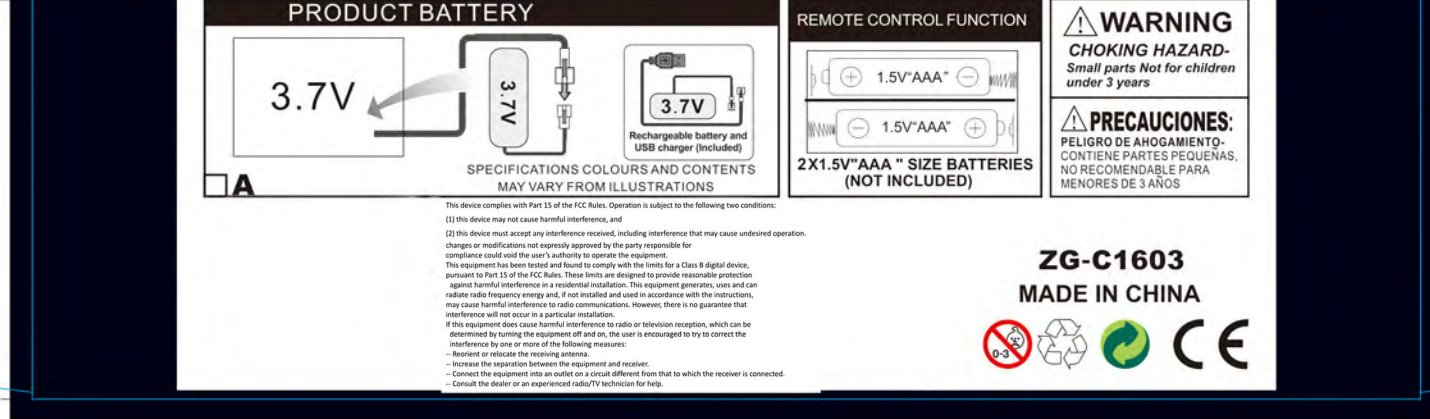 PRODUCT BATTERY
3.7V
3.7V
3.7V
Rechargeable battery and
USB charger (Included)
SPECIFICATIONS COLOURS AND CONTENTS
MAY VARY FROM ILLUSTRATIONS
A
REMOTE CONTROL FUNCTION
1.5V"AAA"
1.5V"AAA"
2X1.5V"AAA " SIZE BATTERIES
(NOT INCLUDED)
WARNING
CHOKING HAZARD-
Small parts Not for children
under 3 years
PRECAUCIONES:
PELIGRO DE AHOGAMIENTO-
CONTIENE PARTES PEQUEÑAS,
NO RECOMENDABLE PARA
MENORES DE 3 AÑOS
This device complies with Part 15 of the FCC Rules. Operation is subject to the following two conditions:
(1) this device may not cause harmful interference, and
(2) this device must accept any interference received, including interference that may cause undesired operation.
changes or modifications not expressly approved by the party responsible for
compliance could void the user's authority to operate the equipment.
This equipment has been tested and found to comply with the limits for a Class B digital device,
pursuant to Part 15 of the FCC Rules. These limits are designed to provide reasonable protection
against harmful interference in a residential installation. This equipment generates, uses and can
radiate radio frequency energy and, if not installed and used in accordance with the instructions,
may cause harmful interference to radio communications. However, there is no guarantee that
interference will not occur in a particular installation.
If this equipment does cause harmful interference to radio or television reception, which can be
determined by turning the equipment off and on, the user is encouraged to try to correct the
interference by one or more of the following measures:
-- Reorient or relocate the receiving antenna.
-- Increase the separation between the equipment and receiver.
-- Connect the equipment into an outlet on a circuit different from that to which the receiver is connected.
-- Consult the dealer or an experienced radio/TV technician for help.
ZG-C1603
MADE IN CHINA
0-3
CE